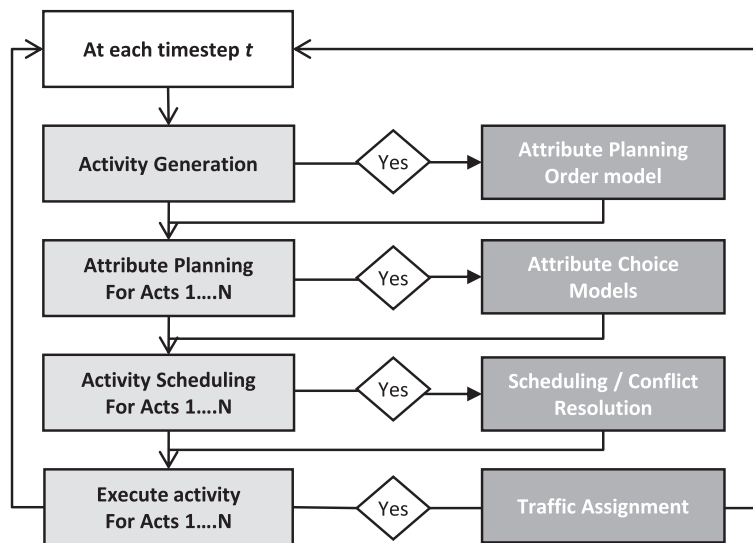 At each timestep t
Activity Generation
Yes
Attribute Planning
Order model
Attribute Planning
For Acts 1....N
Yes
Attribute Choice
Models
Activity Scheduling
For Acts 1....N
Yes
Scheduling / Conflict
Resolution
Execute activity
For Acts 1....N
Yes
Traffic Assignment